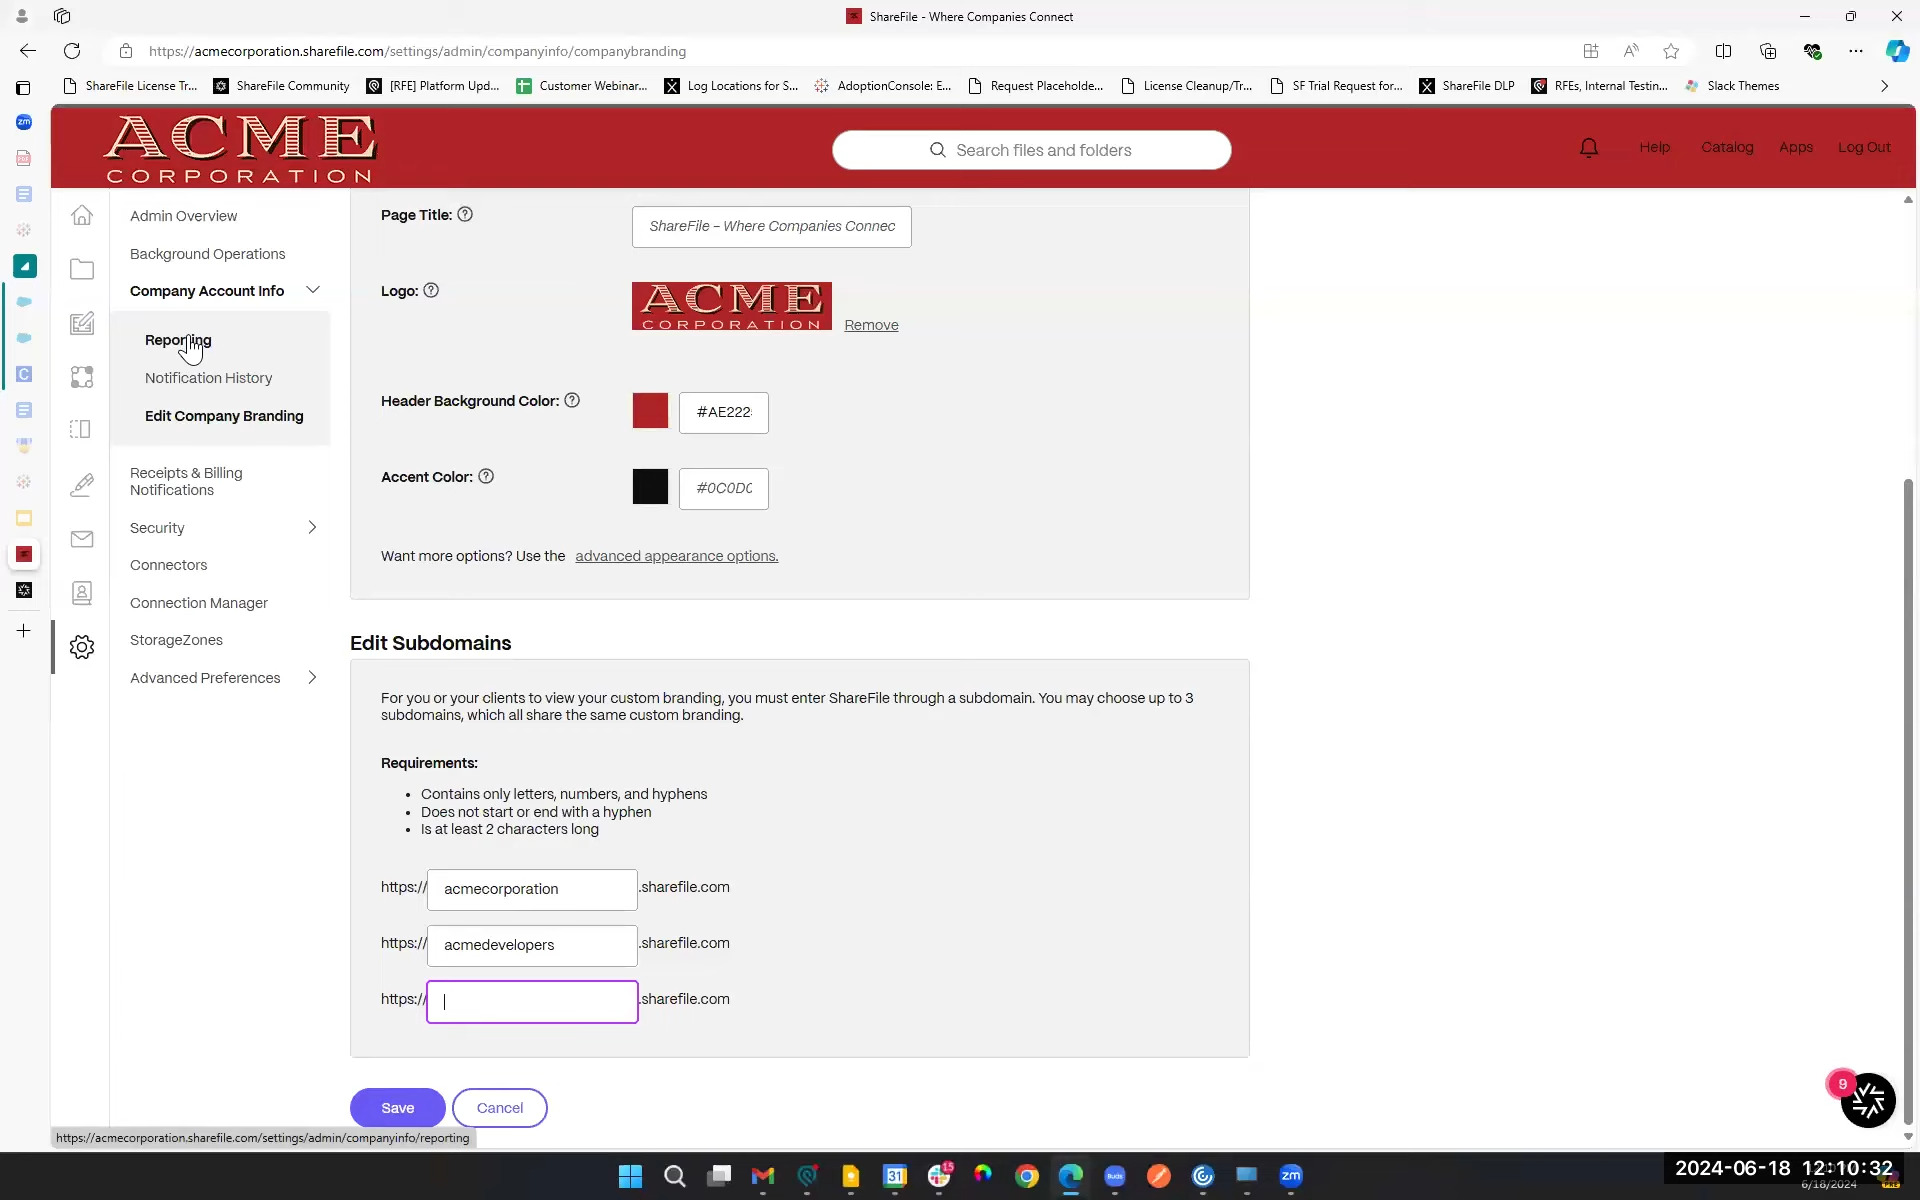 ShareFile - Where Companies Connect
https://acmecorporation.sharefile.com/settings/admin/companyinfo/companybranding
ShareFile License Tr...
ShareFile Community
[RFE] Platform Upd...
Customer Webinar...
Log Locations for S...
AdoptionConsole: E...
Request Placeholde...
License Cleanup/Tr...
SF Trial Request for...
ShareFile DLP
RFEs, Internal Testin...
Slack Themes
zm
ACME
CORPORATION
Search files and folders
Help
Catalog
Apps
Log Out
Admin Overview
Background Operations
Company Account Info
Reporting
Notification History
Edit Company Branding
Receipts & Billing
Notifications
Security
Connectors
Connection Manager
StorageZones
Advanced Preferences
Page Title:
ShareFile - Where Companies Connec
Logo:
ACME
CORPORATION
Remove
Header Background Color:
#AE222
Accent Color:
#0C0D0
Want more options? Use the advanced appearance options.
Edit Subdomains
For you or your clients to view your custom branding, you must enter ShareFile through a subdomain. You may choose up to 3
subdomains, which all share the same custom branding.
Requirements:
• Contains only letters, numbers, and hyphens
• Does not start or end with a hyphen
• Is at least 2 characters long
https:// acmecorporation .sharefile.com
https:// acmedevelopers .sharefile.com
https:// .sharefile.com
Save
Cancel
9
https://acmecorporation.sharefile.com/settings/admin/companyinfo/reporting
31
15
zm
2024-06-18 12:10:32
6/18/2024